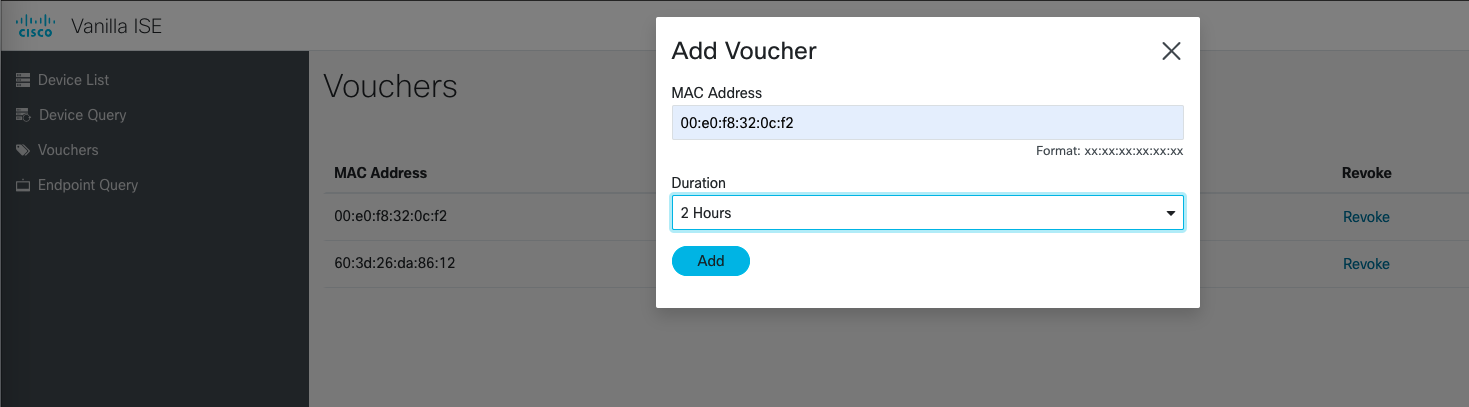 cisco Vanilla ISE
Device List
Device Query
Vouchers
Endpoint Query
Vouchers
MAC Address
Revoke
00:e0:f8:32:0c:f2
Revoke
60:3d:26:da:86:12
Revoke
Add Voucher
MAC Address
00:e0:f8:32:0c:f2
Format: xx:xx:xx:xx:xx:xx
Duration
2 Hours
Add